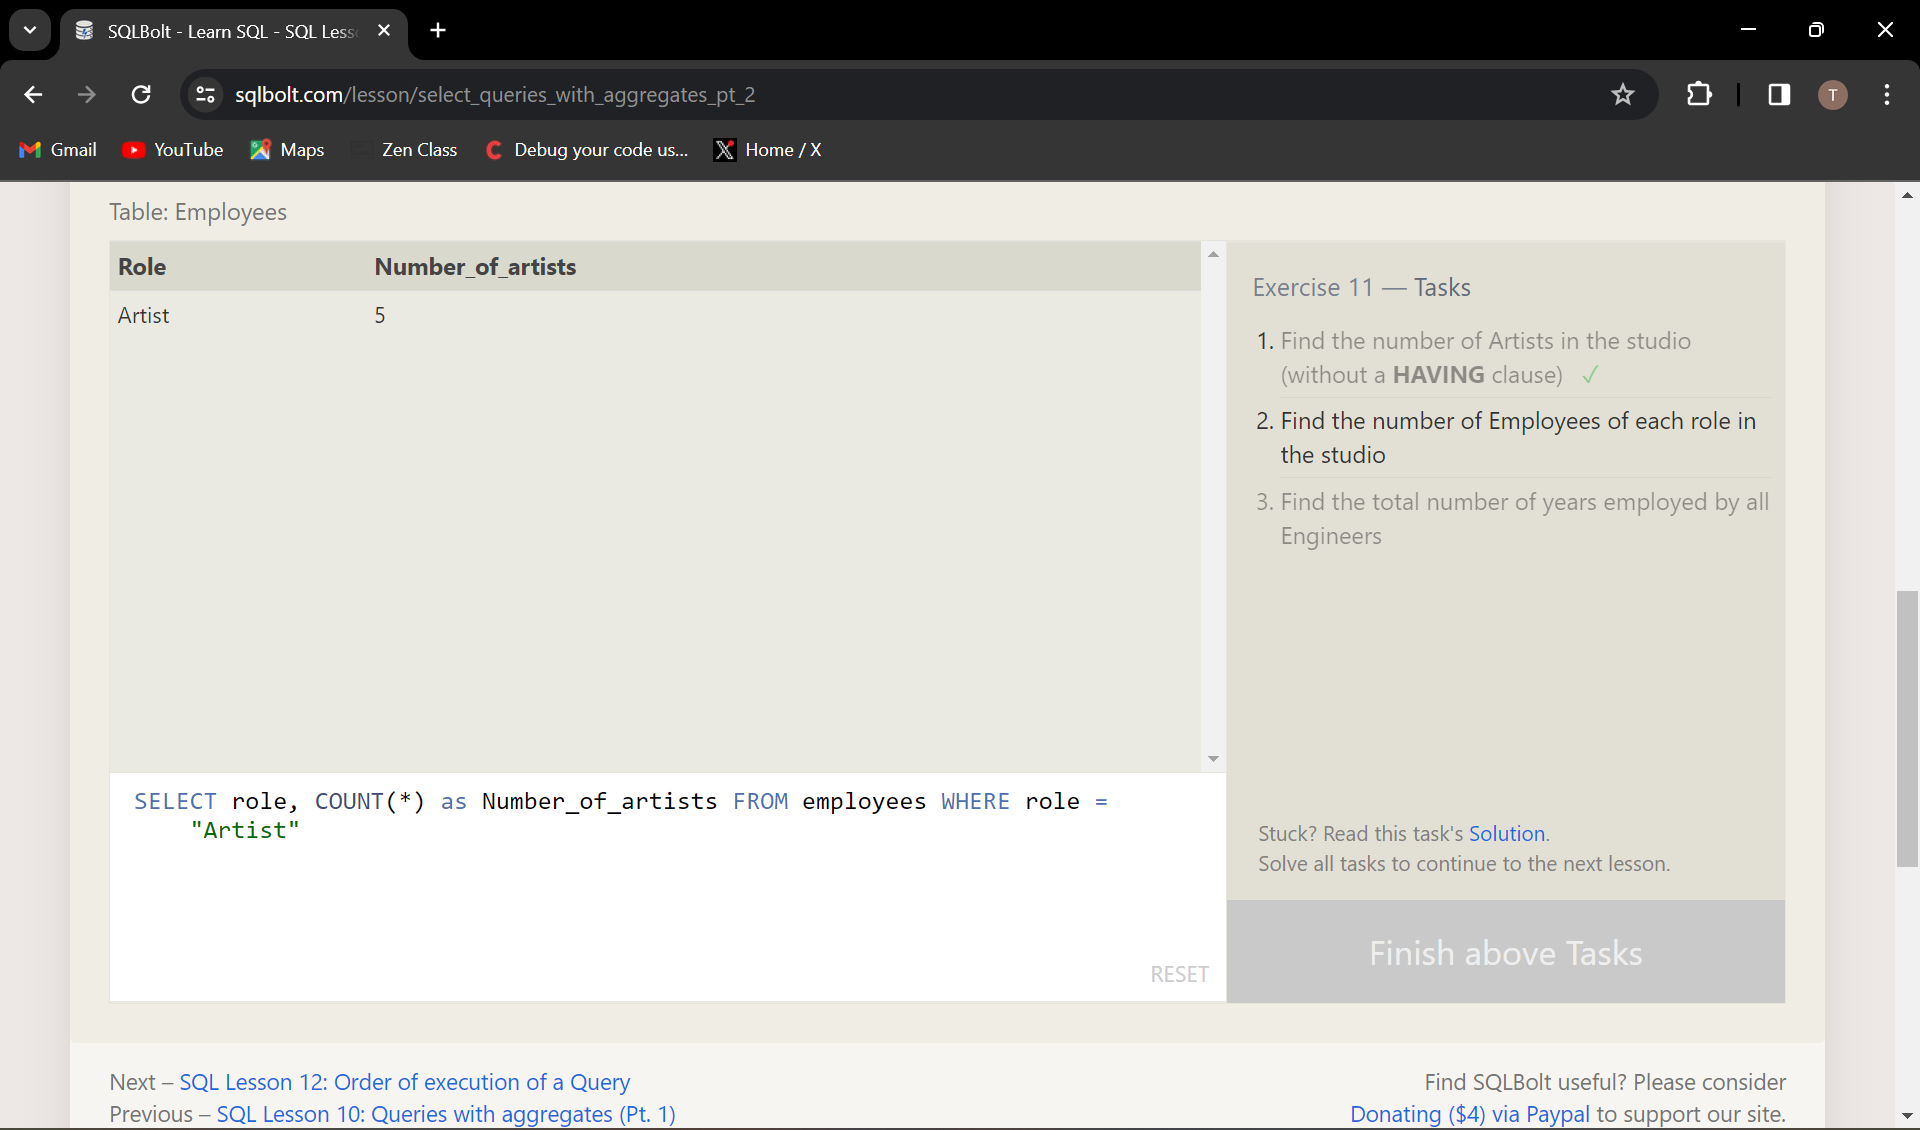 SQLBolt - Learn SQL - SQL Less
sqlbolt.com/lesson/select_queries_with_aggregates_pt_2
T
Gmail
YouTube
Maps
Zen Class
Debug your code us...
Home / X
Table: Employees
Role Number_of_artists
Artist 5
SELECT role, COUNT(*) as Number_of_artists FROM employees WHERE role =
"Artist"
RESET
Exercise 11 — Tasks
1. Find the number of Artists in the studio
(without a HAVING clause) ✓
2. Find the number of Employees of each role in
the studio
3. Find the total number of years employed by all
Engineers
Stuck? Read this task's Solution.
Solve all tasks to continue to the next lesson.
Finish above Tasks
Next – SQL Lesson 12: Order of execution of a Query
Previous – SQL Lesson 10: Queries with aggregates (Pt. 1)
Find SQLBolt useful? Please consider
Donating ($4) via Paypal to support our site.